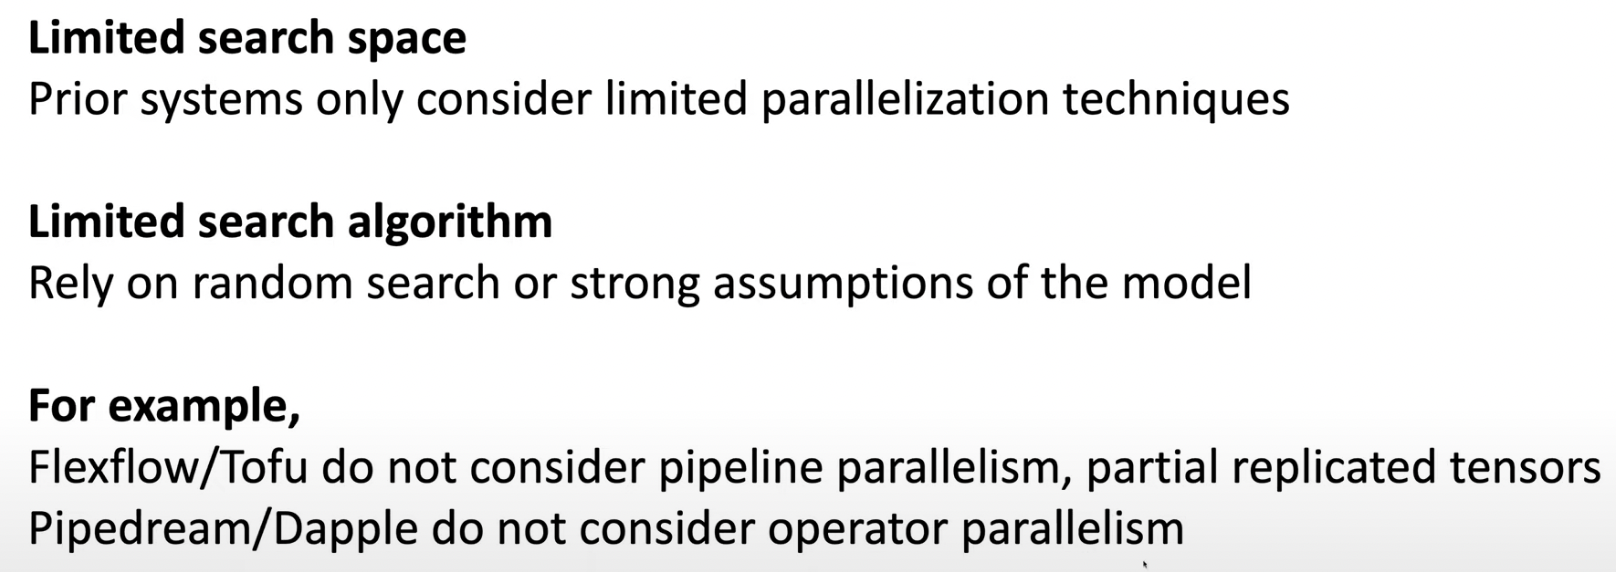 Limited search space
Prior systems only consider limited parallelization techniques
Limited search algorithm
Rely on random search or strong assumptions of the model
For example,
Flexflow/Tofu do not consider pipeline parallelism, partial replicated tensors
Pipedream/Dapple do not consider operator parallelism